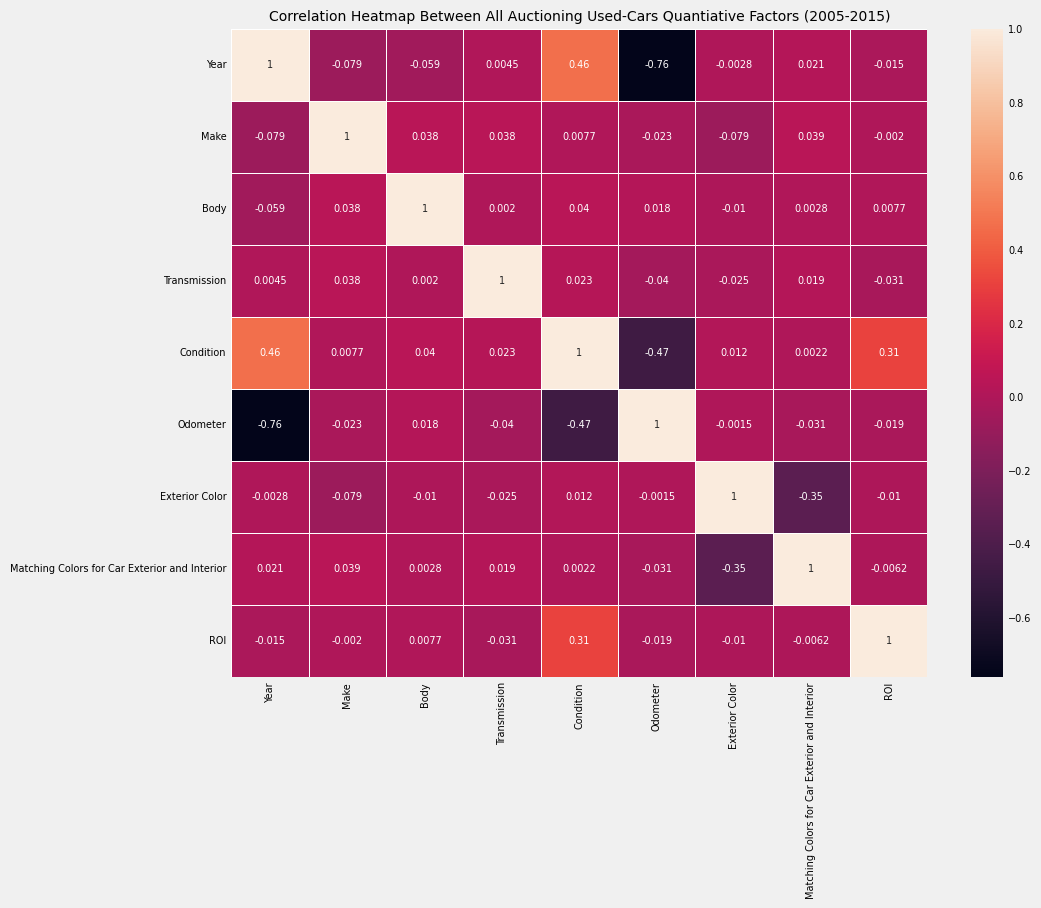 Correlation Heatmap Between All Auctioning Used-Cars Quantiative Factors (2005-2015)
Year 1 -0.079 -0.059 0.0045 0.46 -0.76 -0.0028 0.021 -0.015
Make -0.079 1 0.038 0.038 0.0077 -0.023 -0.079 0.039 -0.002
Body -0.059 0.038 1 0.002 0.04 0.018 -0.01 0.0028 0.0077
Transmission 0.0045 0.038 0.002 1 0.023 -0.04 -0.025 0.019 -0.031
Condition 0.46 0.0077 0.04 0.023 1 -0.47 0.012 0.0022 0.31
Odometer -0.76 -0.023 0.018 -0.04 -0.47 1 -0.0015 -0.031 -0.019
Exterior Color -0.0028 -0.079 -0.01 -0.025 0.012 -0.0015 1 -0.35 -0.01
Matching Colors for Car Exterior and Interior 0.021 0.039 0.0028 0.019 0.0022 -0.031 -0.35 1 -0.0062
ROI -0.015 -0.002 0.0077 -0.031 0.31 -0.019 -0.01 -0.0062 1
Year
Make
Body
Transmission
Condition
Odometer
Exterior Color
Matching Colors for Car Exterior and Interior
ROI
1.0
0.8
0.6
0.4
0.2
0.0
−0.2
−0.4
−0.6